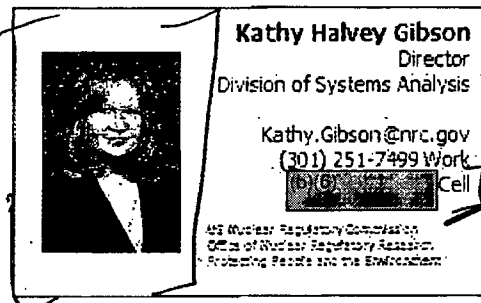 Kathy Halvey Gibson
Director
Division of Systems Analysis
Kathy.Gibson@nrc.gov
(301) 251-7499 Work
(b)(6)
Cell
US Nuclear Regulatory Commission
Office of Nuclear Regulatory Research
"Protecting People and the Environment"